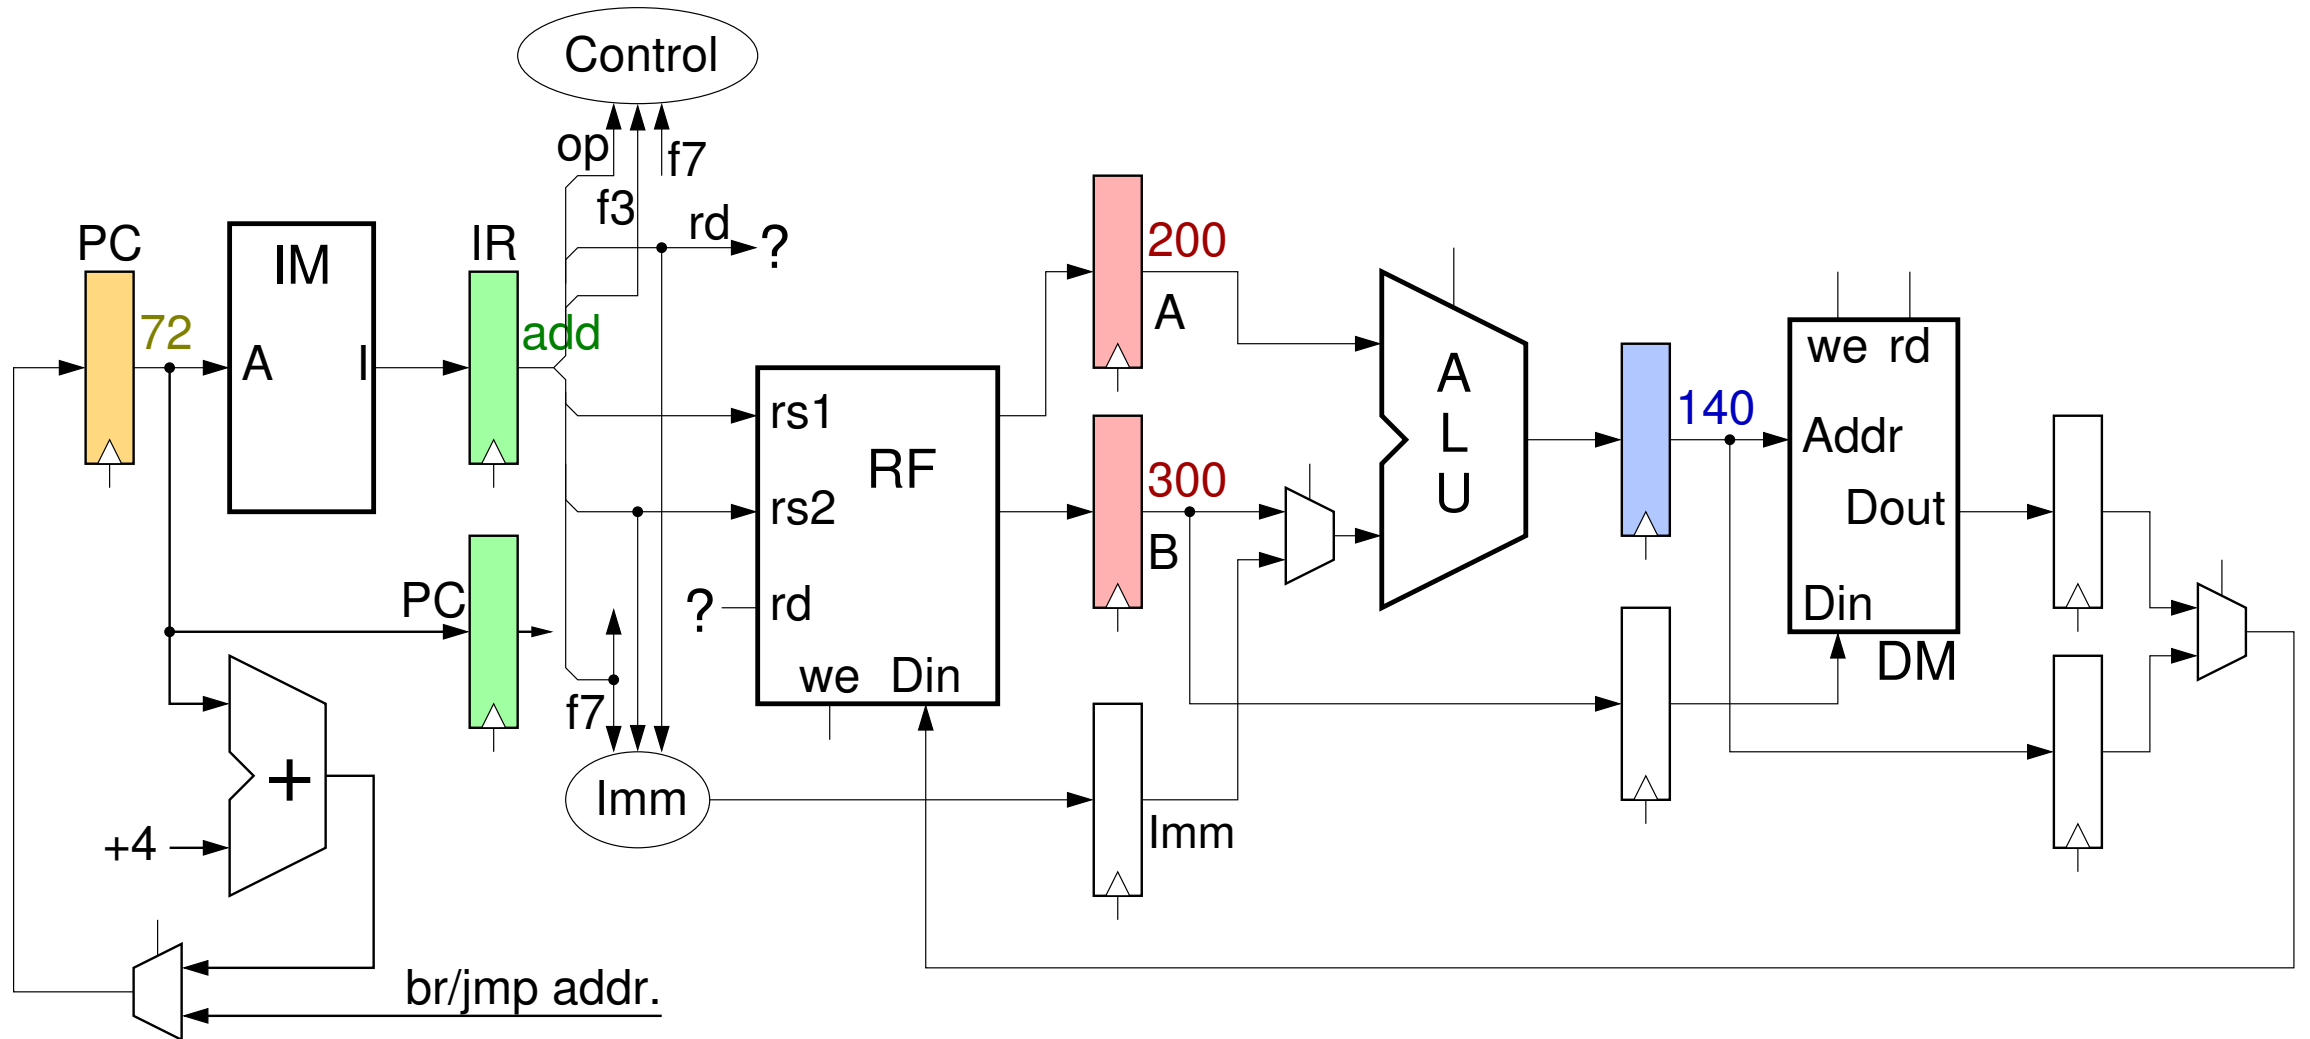 Control
op
f7
f3
rd
?
PC
IM
IR
72
A
I
add
200
A
rs1
RF
rs2
?
rd
we Din
300
B
A
L
U
140
we rd
Addr
Dout
Din
DM
PC
f7
+
+4
Imm
Imm
br/jmp addr.